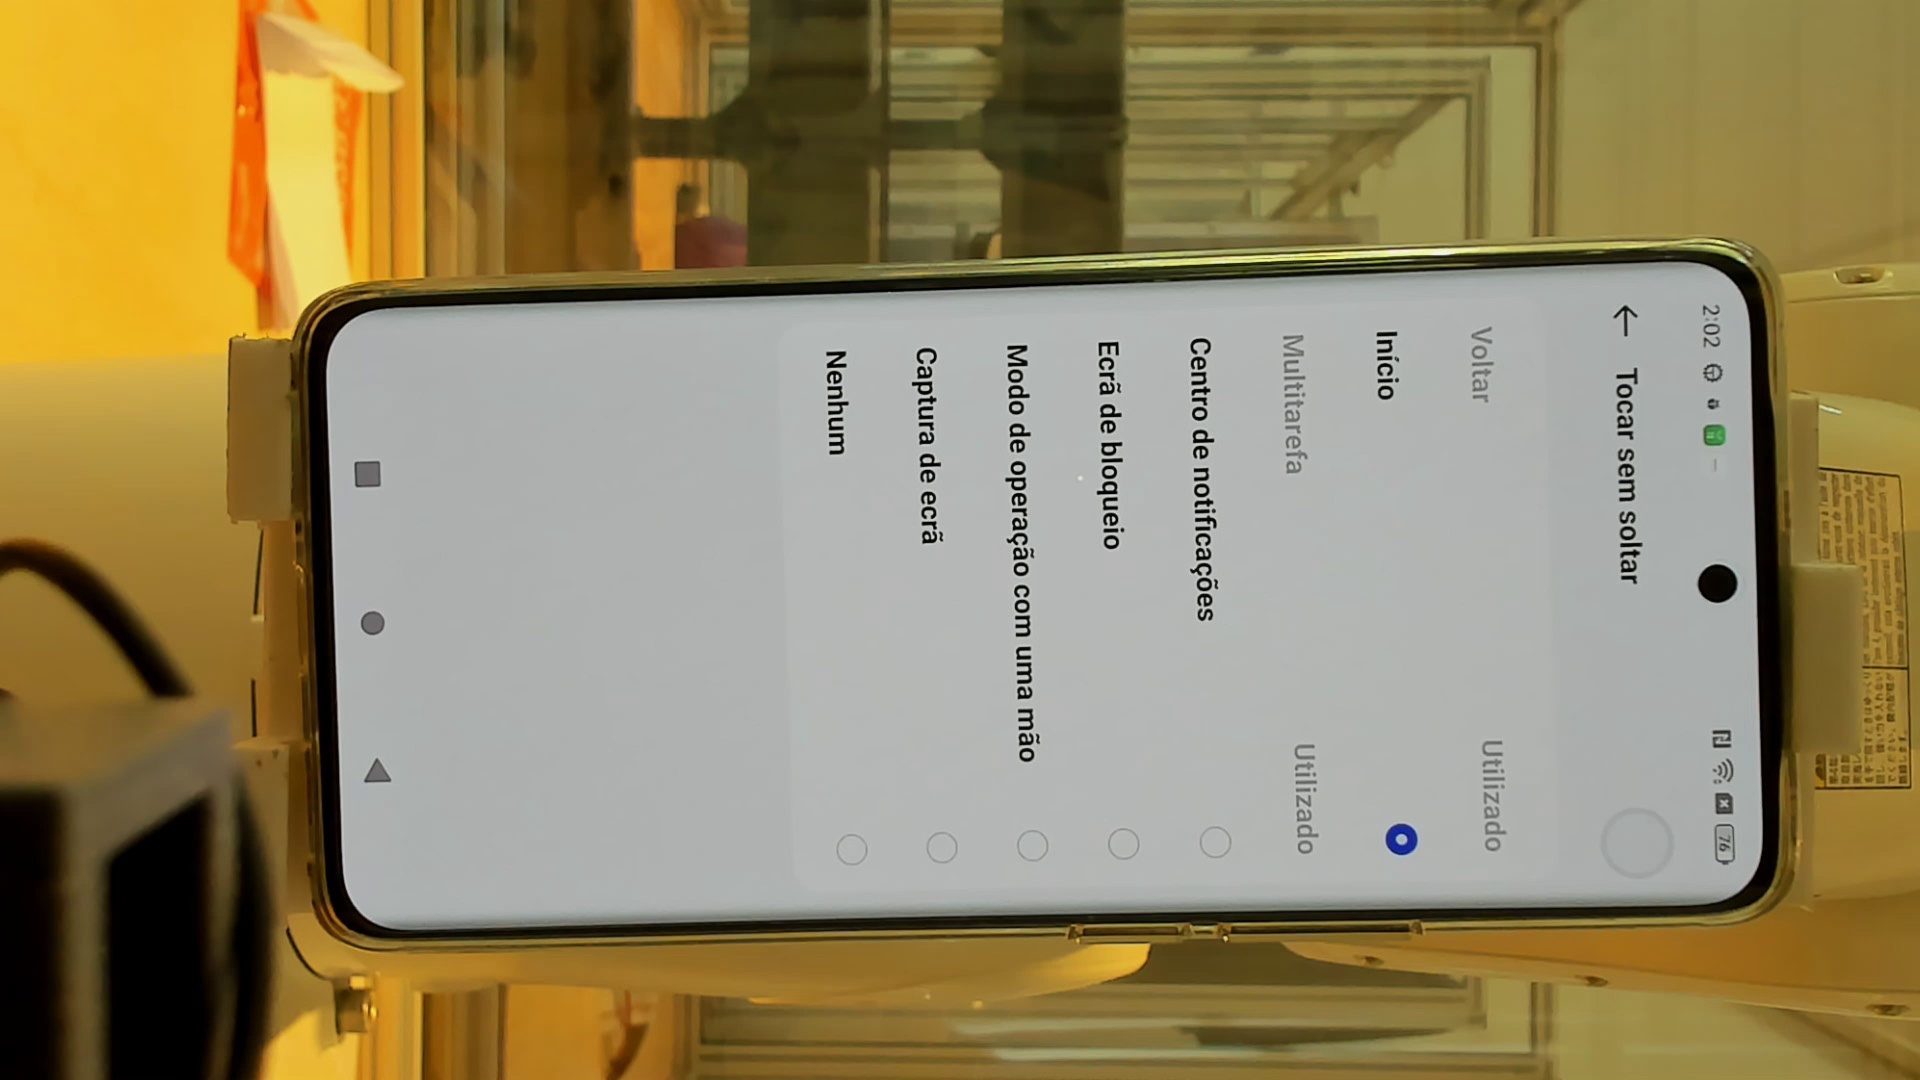 2:02
76
Tocar sem soltar
Voltar Utilizado
Início
Multitarefa Utilizado
Centro de notificações
Ecrã de bloqueio
Modo de operação com uma mão
Captura de ecrã
Nenhum